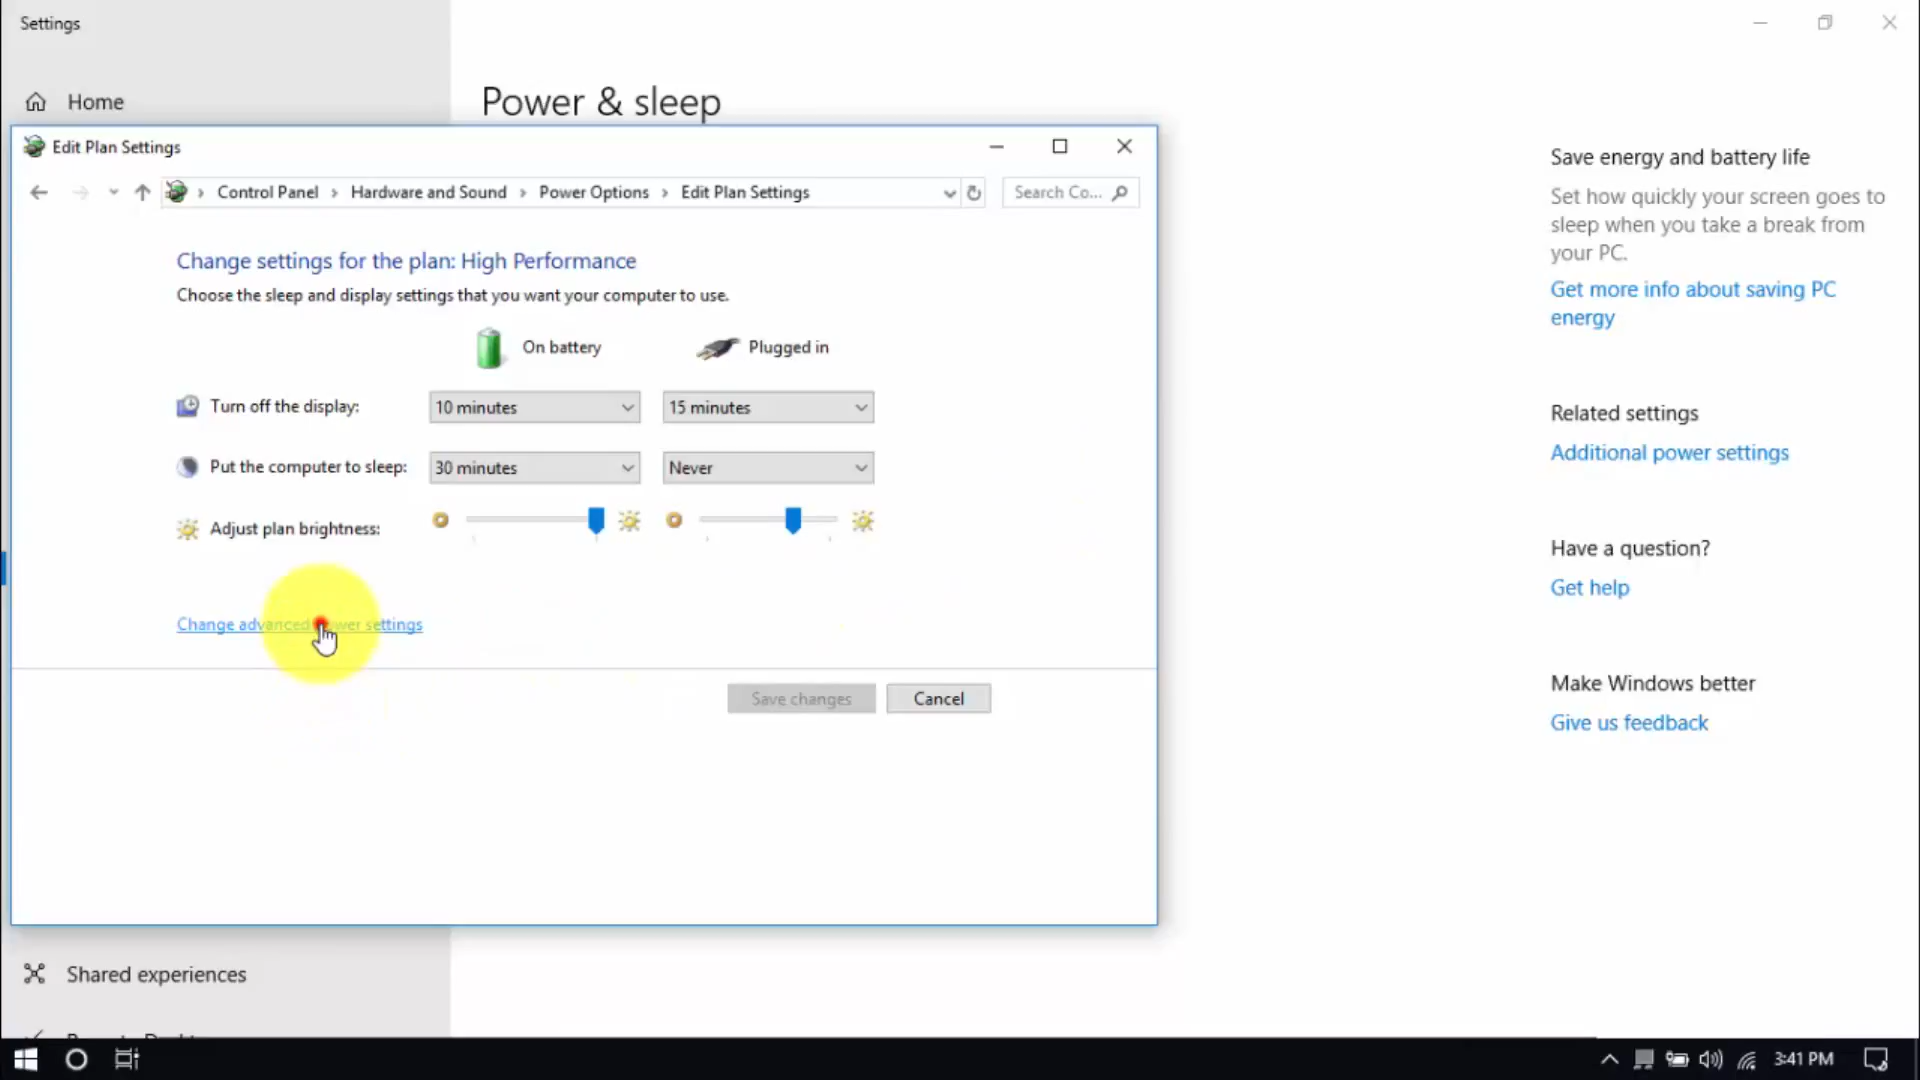 Settings
Home
Power & sleep
Edit Plan Settings
Control Panel
Hardware and Sound
Power Options
Edit Plan Settings
Search Co...
Change settings for the plan: High Performance
Choose the sleep and display settings that you want your computer to use.
On battery
Plugged in
Turn off the display:
10 minutes
15 minutes
Put the computer to sleep:
30 minutes
Never
Adjust plan brightness:
Change advanced power settings
Save changes
Cancel
Shared experiences
Save energy and battery life
Set how quickly your screen goes to
sleep when you take a break from
your PC.
Get more info about saving PC
energy
Related settings
Additional power settings
Have a question?
Get help
Make Windows better
Give us feedback
3:41 PM